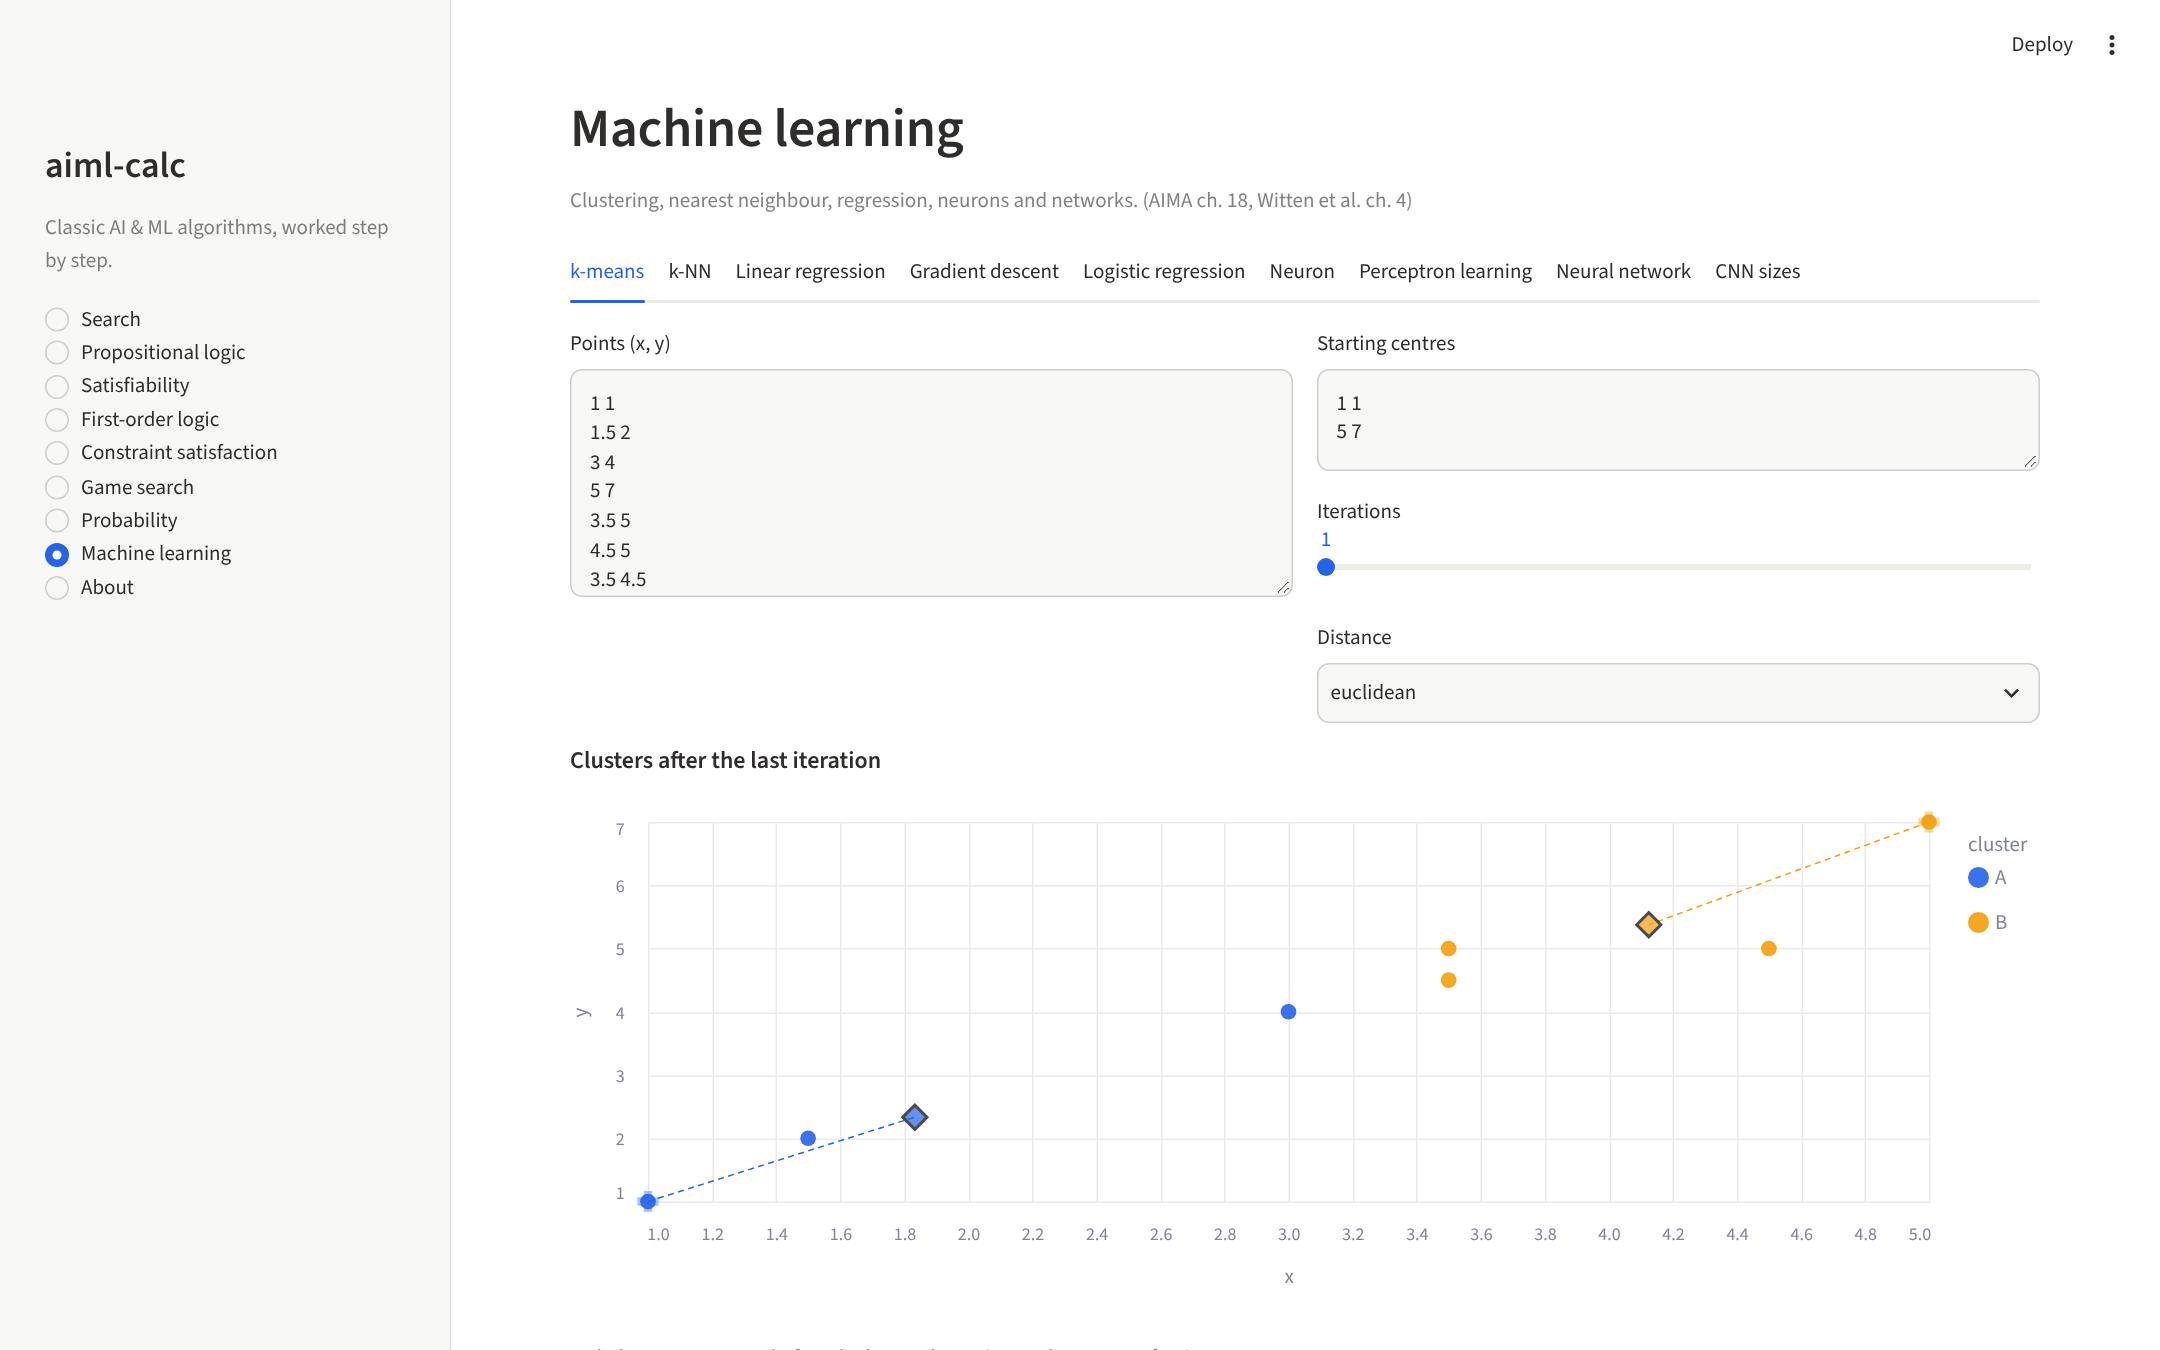 Deploy
aiml-calc
Classic AI & ML algorithms, worked step
by step.
Search
Propositional logic
Satisfiability
First-order logic
Constraint satisfaction
Game search
Probability
Machine learning
About
Machine learning
Clustering, nearest neighbour, regression, neurons and networks. (AIMA ch. 18, Witten et al. ch. 4)
k-means k-NN Linear regression Gradient descent Logistic regression Neuron Perceptron learning Neural network CNN sizes
Points (x, y)
1 1
1.5 2
3 4
5 7
3.5 5
4.5 5
3.5 4.5
Starting centres
1 1
5 7
Iterations
1
Distance
euclidean
Clusters after the last iteration
7
6
5
4
3
2
1
y
1.0 1.2 1.4 1.6 1.8 2.0 2.2 2.4 2.6 2.8 3.0 3.2 3.4 3.6 3.8 4.0 4.2 4.4 4.6 4.8 5.0
x
cluster
A
B